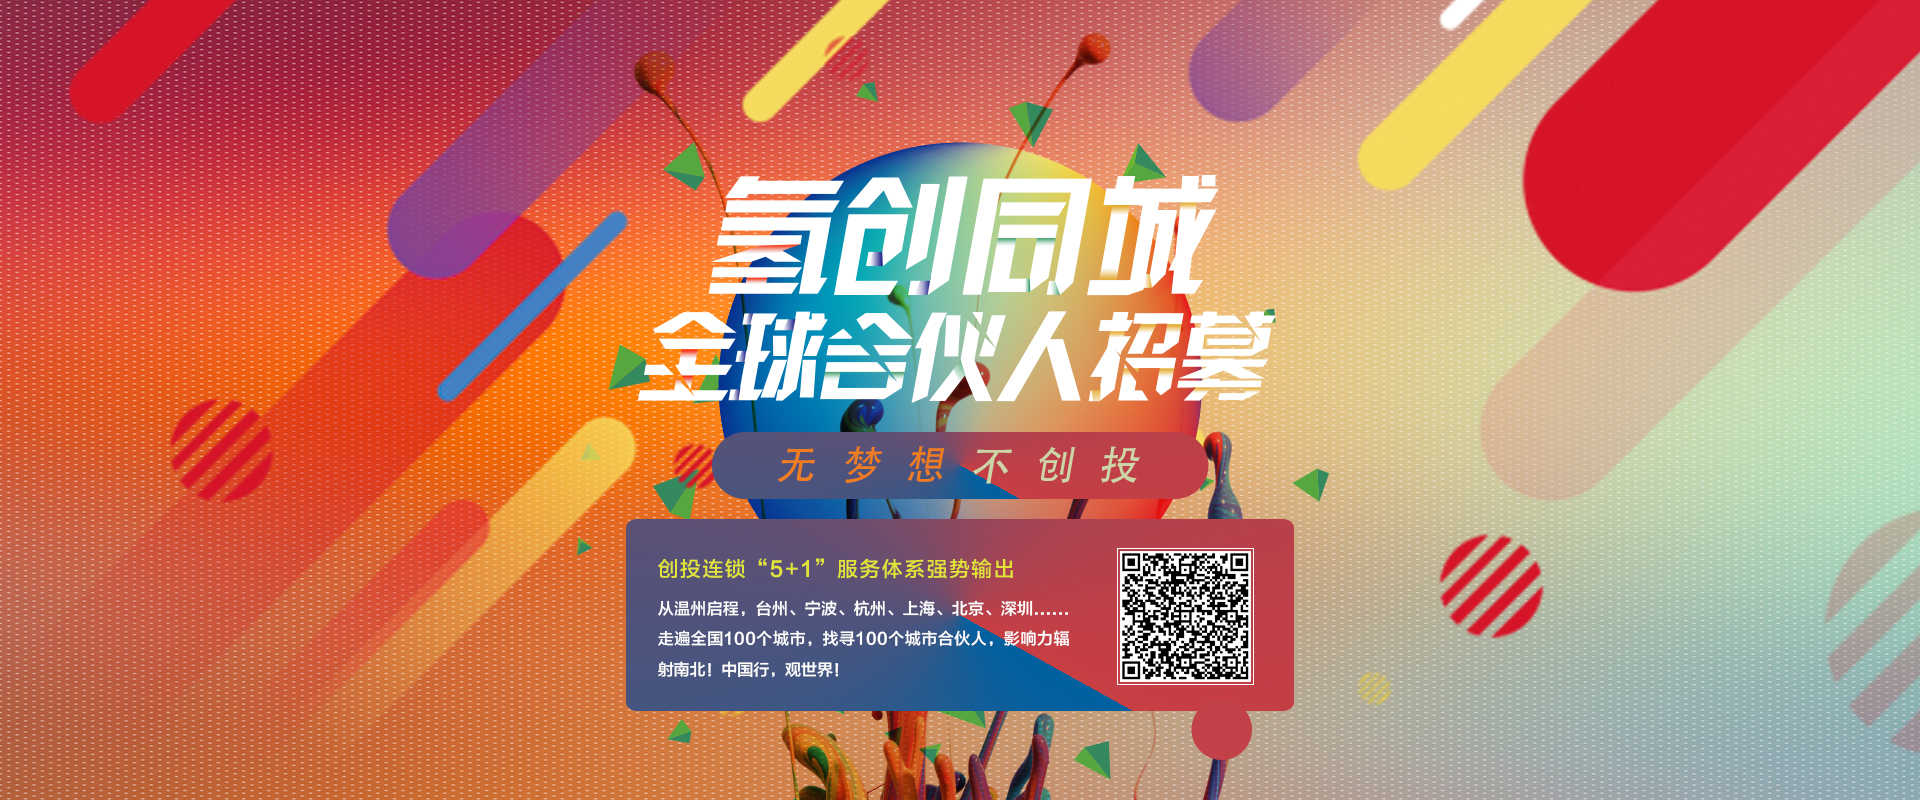 氢创同城
全球合伙人招募
无梦想不创投
创投连锁“5+1”服务体系强势输出
从温州启程，台州、宁波、杭州、上海、北京、深圳……
走遍全国100个城市，找寻100个城市合伙人，影响力辐
射南北！中国行，观世界！